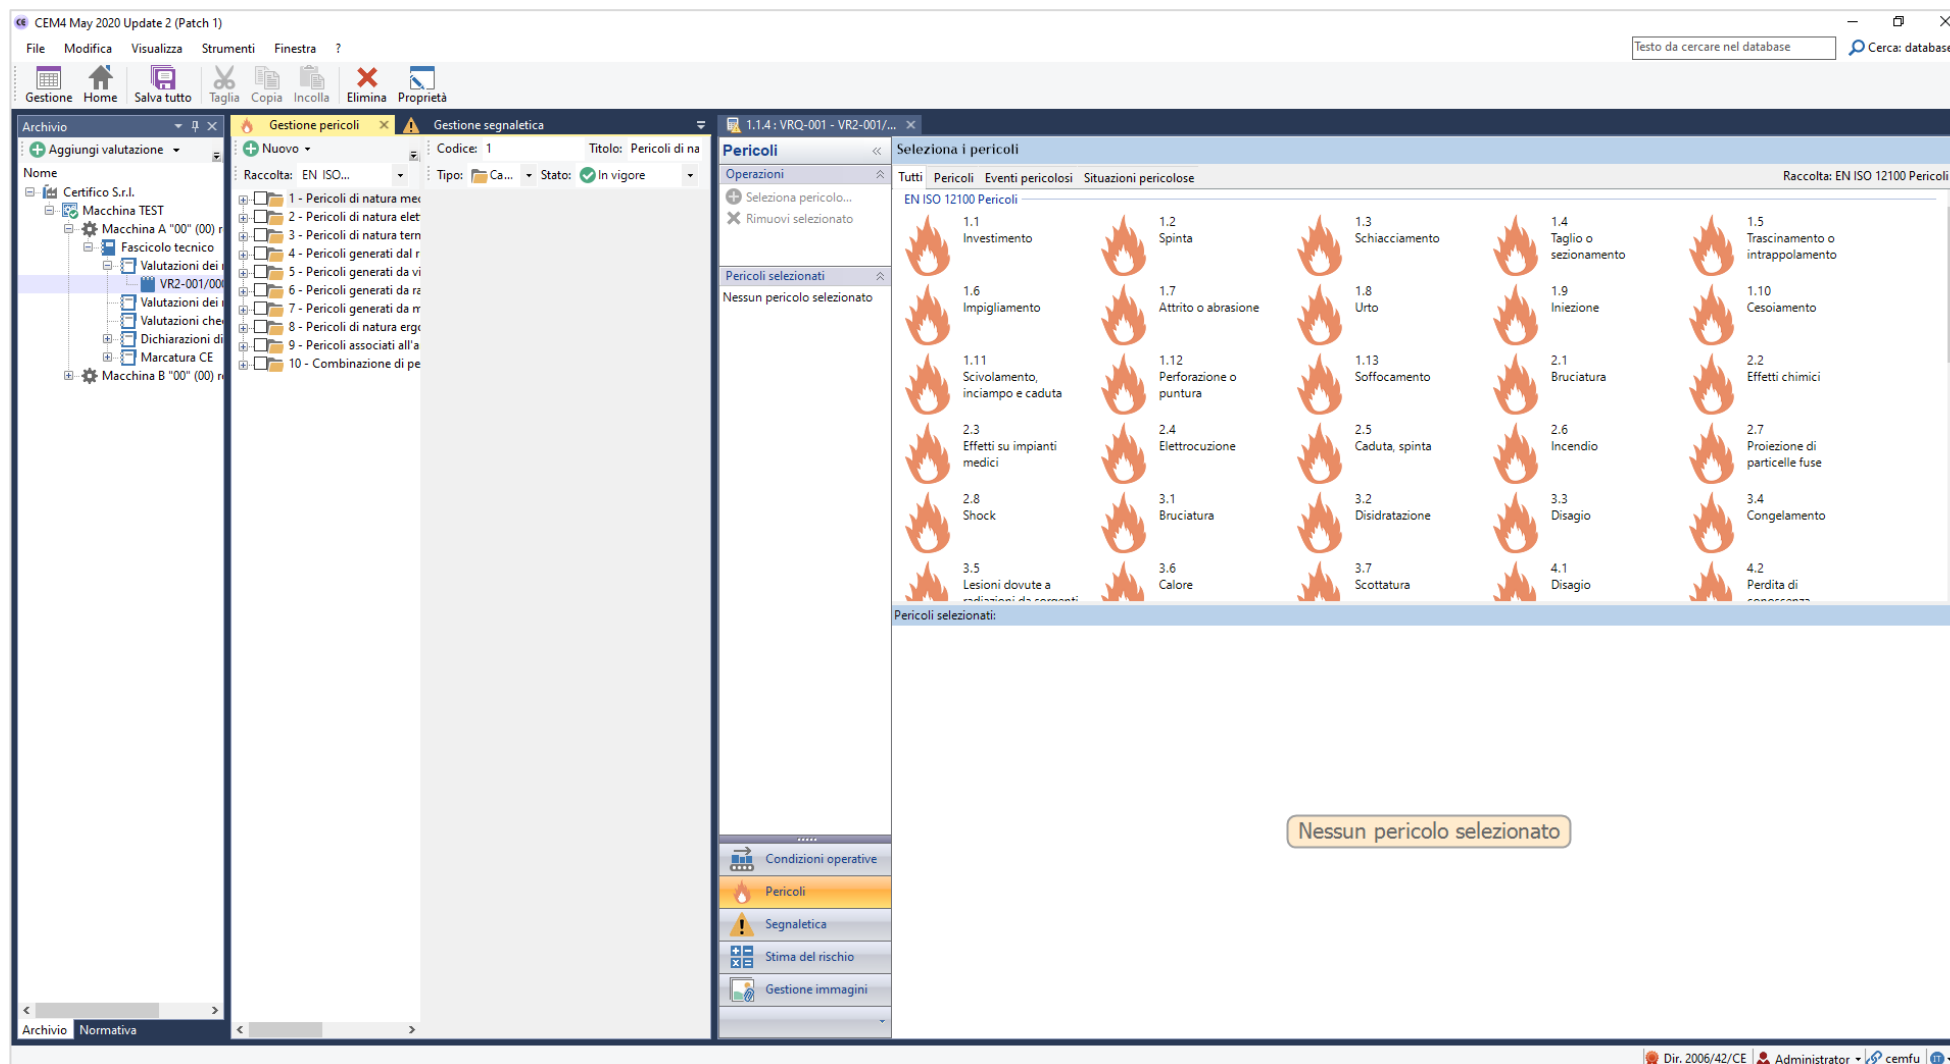 CEM4 May 2020 Update 2 (Patch 1)
File Modifica Visualizza Strumenti Finestra ?
Testo da cercare nel database
Cerca: database
Gestione Home Salva tutto Taglia Copia Incolla Elimina Proprietà
Archivio
Aggiungi valutazione
Nome
Certifico S.r.l.
Macchina TEST
Macchina A "00" (00) r
Fascicolo tecnico
Valutazioni dei
VR2-001/00
Valutazioni dei
Valutazioni che
Dichiarazioni di
Marcatura CE
Macchina B "00" (00) r
Archivio Normativa
Gestione pericoli
Gestione segnaletica
Nuovo
Codice: 1
Titolo: Pericoli di na
Raccolta: EN ISO...
Tipo: Ca...
Stato: In vigore
1 - Pericoli di natura mec
2 - Pericoli di natura elet
3 - Pericoli di natura tern
4 - Pericoli generati dal r
5 - Pericoli generati da vi
6 - Pericoli generati da ra
7 - Pericoli generati da m
8 - Pericoli di natura ergo
9 - Pericoli associati all'a
10 - Combinazione di pe
1.1.4 : VRQ-001 - VR2-001/...
Pericoli
Operazioni
Seleziona pericolo...
Rimuovi selezionato
Pericoli selezionati
Nessun pericolo selezionato
Condizioni operative
Pericoli
Segnaletica
Stima del rischio
Gestione immagini
Seleziona i pericoli
Tutti Pericoli Eventi pericolosi Situazioni pericolose
Raccolta: EN ISO 12100 Pericoli
EN ISO 12100 Pericoli
1.1
Investimento
1.2
Spinta
1.3
Schiacciamento
1.4
Taglio o
sezionamento
1.5
Trascinamento o
intrappolamento
1.6
Impigliamento
1.7
Attrito o abrasione
1.8
Urto
1.9
Iniezione
1.10
Cesoiamento
1.11
Scivolamento,
inciampo e caduta
1.12
Perforazione o
puntura
1.13
Soffocamento
2.1
Bruciatura
2.2
Effetti chimici
2.3
Effetti su impianti
medici
2.4
Elettrocuzione
2.5
Caduta, spinta
2.6
Incendio
2.7
Proiezione di
particelle fuse
2.8
Shock
3.1
Bruciatura
3.2
Disidratazione
3.3
Disagio
3.4
Congelamento
3.5
Lesioni dovute a
radiazioni da sorgenti
3.6
Calore
3.7
Scottatura
4.1
Disagio
4.2
Perdita di
conoscenza
Pericoli selezionati:
Nessun pericolo selezionato
Dir. 2006/42/CE Administrator cemfu IT